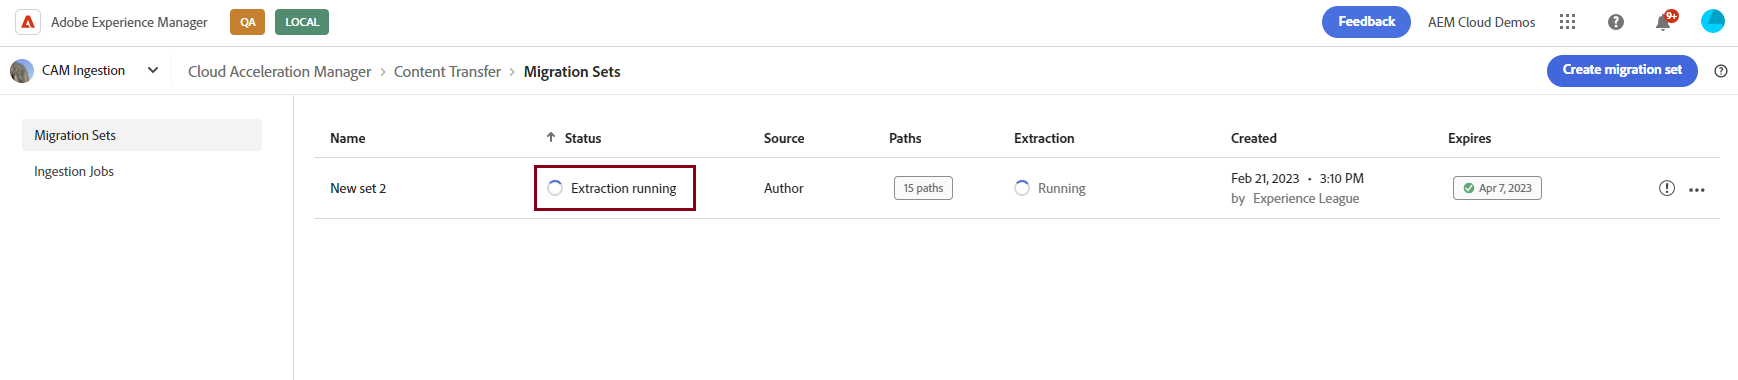 Adobe Experience Manager QA LOCAL Feedback AEM Cloud Demos 9+
CAM Ingestion Cloud Acceleration Manager > Content Transfer > Migration Sets Create migration set
Migration Sets
Ingestion Jobs
Name Status Source Paths Extraction Created Expires
New set 2 Extraction running Author 15 paths Running Feb 21, 2023 • 3:10 PM Apr 7, 2023
by Experience League